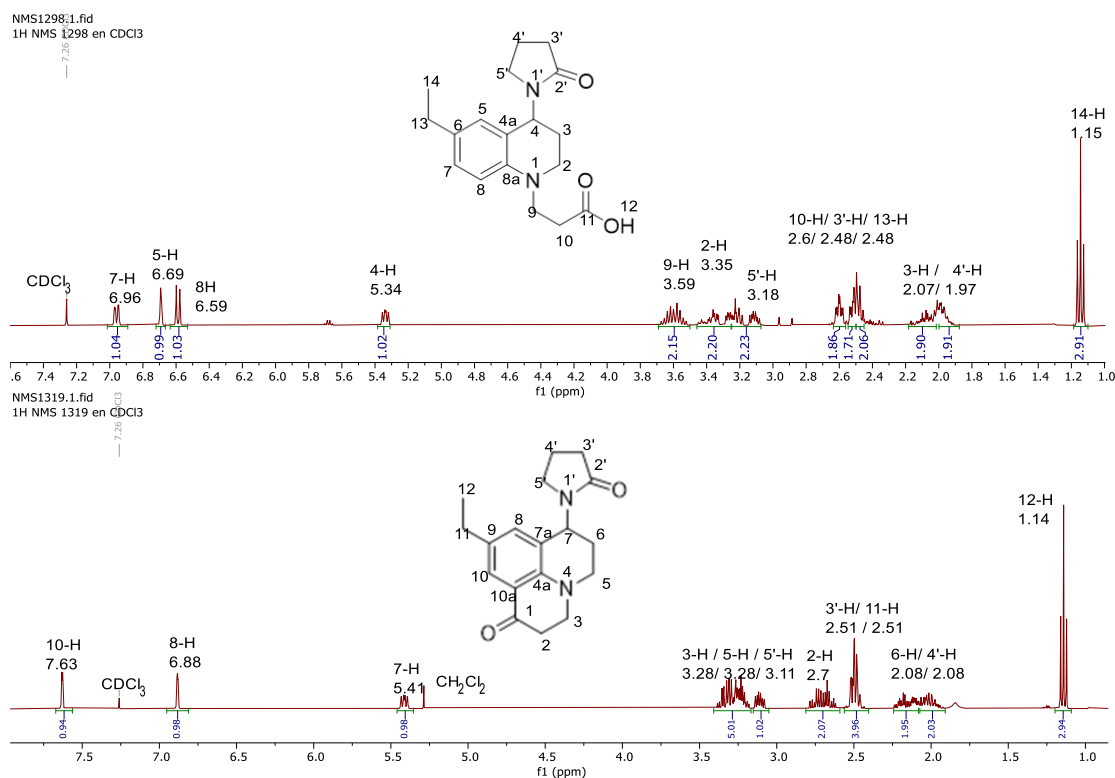 NMS1298.1.fid
1H NMS 1298 en CDCl3
— 7.26 CDCl3
4' 3'
5' 1' N 2' O
14
13 6 5 4a 4 3
7 8 8a N 1 2
9 10 11 O OH 12
14-H
1.15
10-H/ 3'-H/ 13-H
2.6/ 2.48/ 2.48
CDCl3
7-H
6.96
5-H
6.69
8H
6.59
4-H
5.34
9-H
3.59
2-H
3.35
5'-H
3.18
3-H / 4'-H
2.07/ 1.97
1.04 0.99 1.03 1.02 2.15 2.20 2.23 1.86 1.71 2.06 1.90 1.91 2.91
.6 7.4 7.2 7.0 6.8 6.6 6.4 6.2 6.0 5.8 5.6 5.4 5.2 5.0 4.8 4.6 4.4 4.2 4.0 3.8 3.6 3.4 3.2 3.0 2.8 2.6 2.4 2.2 2.0 1.8 1.6 1.4 1.2 1.0
f1 (ppm)
NMS1319.1.fid
1H NMS 1319 en CDCl3
— 7.26 CDCl3
4' 3'
5' 1' N 2' O
12
11 9 8 7a 7 6
10 10a 4a N 4 5
O 1 2 3
12-H
1.14
10-H
7.63
CDCl3
8-H
6.88
7-H
5.41
CH2Cl2
3-H / 5-H / 5'-H
3.28/ 3.28/ 3.11
2-H
2.7
3'-H/ 11-H
2.51 / 2.51
6-H/ 4'-H
2.08/ 2.08
0.94 0.98 0.98 5.01 1.02 2.07 3.96 1.95 2.03 2.94
7.5 7.0 6.5 6.0 5.5 5.0 4.5 4.0 3.5 3.0 2.5 2.0 1.5 1.0
f1 (ppm)